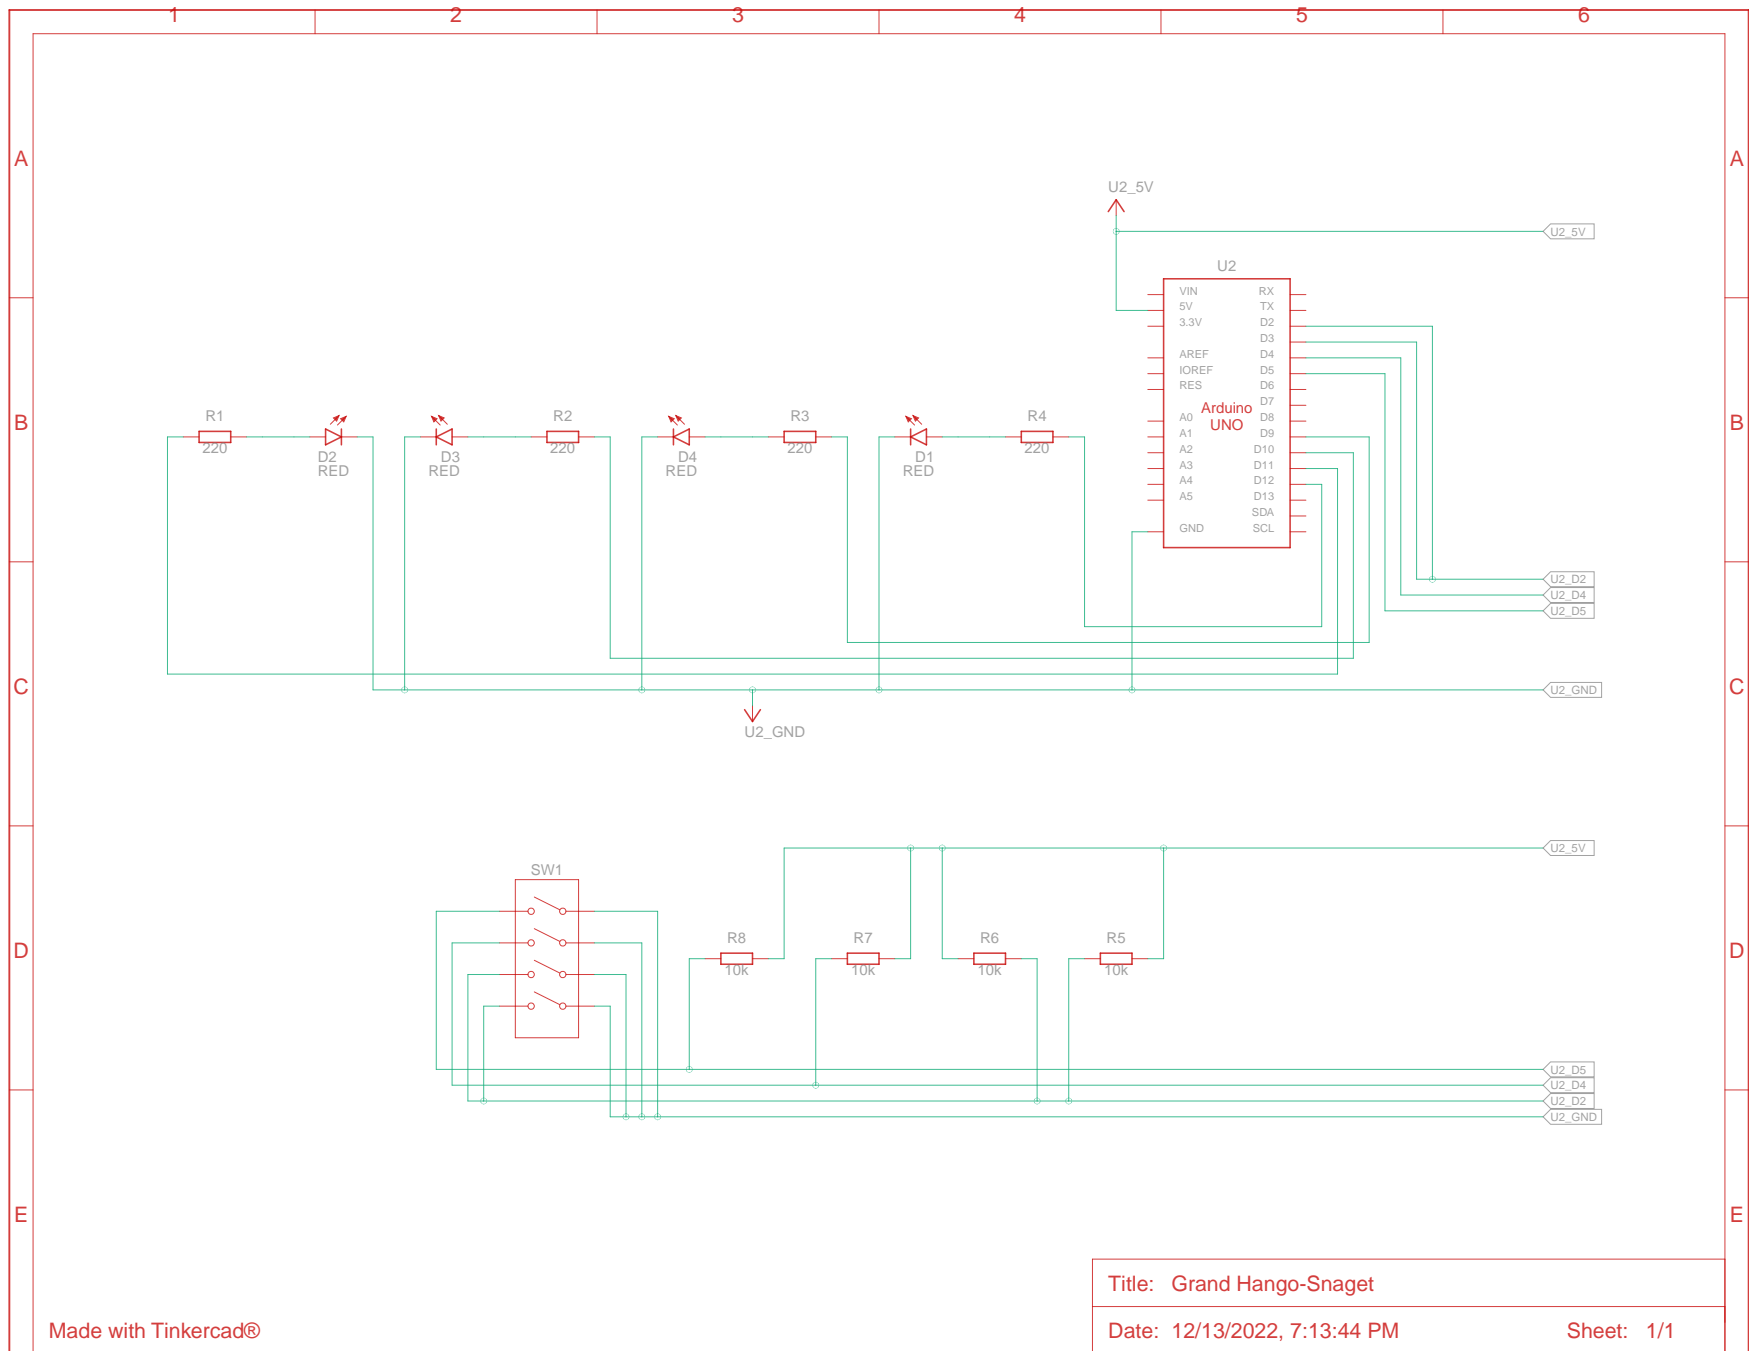 1 2 3 4 5 6
A A
U2_5V
U2_5V
U2
VIN RX
5V TX
3.3V D2
D3
AREF D4
IOREF D5
RES D6
D7
A0 Arduino D8
A1 UNO D9
A2 D10
A3 D11
A4 D12
A5 D13
SDA
GND SCL
B B
R1 R2 R3 R4
220 220 220 220
D2 D3 D4 D1
RED RED RED RED
U2_D2
U2_D4
U2_D5
C C
U2_GND
U2_GND
U2_5V
SW1
D D
R8 R7 R6 R5
10k 10k 10k 10k
U2_D5
U2_D4
U2_D2
U2_GND
E E
Title: Grand Hango-Snaget
Made with Tinkercad®
Date: 12/13/2022, 7:13:44 PM Sheet: 1/1